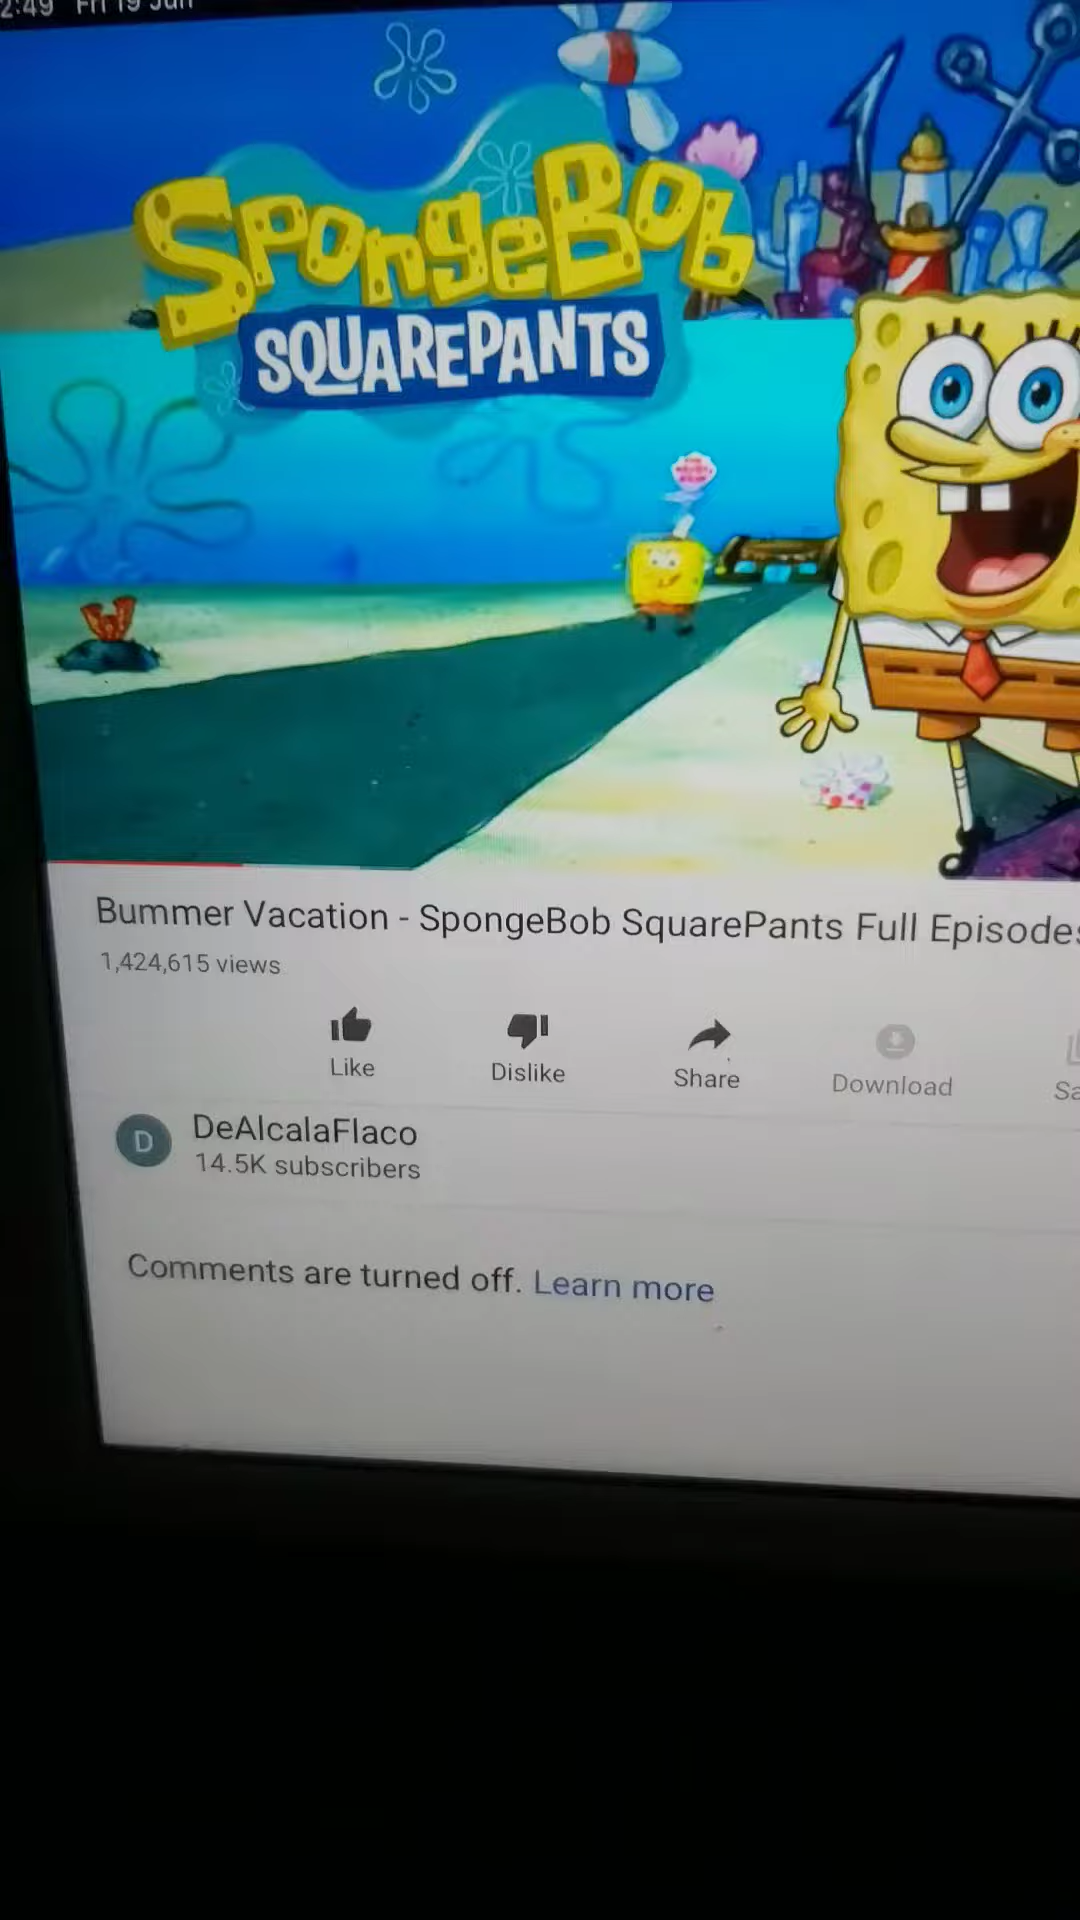 2:49 Fri 19 Jun
SPONGEBOB
SQUAREPANTS
Bummer Vacation - SpongeBob SquarePants Full Episodes
1,424,615 views
Like Dislike Share Download Sa
D
DeAlcalaFlaco
14.5K subscribers
Comments are turned off. Learn more